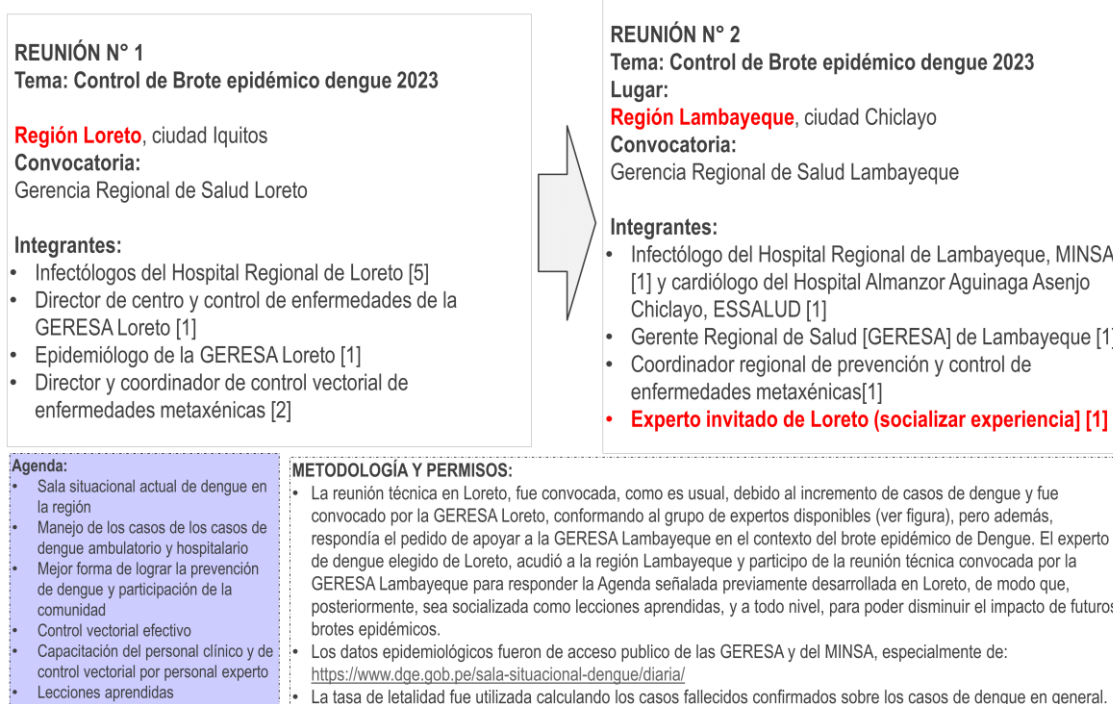 REUNIÓN N° 1
Tema: Control de Brote epidémico dengue 2023
Región Loreto, ciudad Iquitos
Convocatoria:
Gerencia Regional de Salud Loreto
Integrantes:
• Infectólogos del Hospital Regional de Loreto [5]
• Director de centro y control de enfermedades de la
GERESA Loreto [1]
• Epidemiólogo de la GERESA Loreto [1]
• Director y coordinador de control vectorial de
enfermedades metaxénicas [2]
REUNIÓN N° 2
Tema: Control de Brote epidémico dengue 2023
Lugar:
Región Lambayeque, ciudad Chiclayo
Convocatoria:
Gerencia Regional de Salud Lambayeque
Integrantes:
• Infectólogo del Hospital Regional de Lambayeque, MINSA
[1] y cardiólogo del Hospital Almanzor Aguinaga Asenjo
Chiclayo, ESSALUD [1]
• Gerente Regional de Salud [GERESA] de Lambayeque [1]
• Coordinador regional de prevención y control de
enfermedades metaxénicas[1]
• Experto invitado de Loreto (socializar experiencia] [1]
Agenda:
• Sala situacional actual de dengue en
la región
• Manejo de los casos de los casos de
dengue ambulatorio y hospitalario
• Mejor forma de lograr la prevención
de dengue y participación de la
comunidad
• Control vectorial efectivo
• Capacitación del personal clínico y de
control vectorial por personal experto
• Lecciones aprendidas
METODOLOGÍA Y PERMISOS:
• La reunión técnica en Loreto, fue convocada, como es usual, debido al incremento de casos de dengue y fue
convocado por la GERESA Loreto, conformando al grupo de expertos disponibles (ver figura), pero además,
respondía el pedido de apoyar a la GERESA Lambayeque en el contexto del brote epidémico de Dengue. El experto
de dengue elegido de Loreto, acudió a la región Lambayeque y participo de la reunión técnica convocada por la
GERESA Lambayeque para responder la Agenda señalada previamente desarrollada en Loreto, de modo que,
posteriormente, sea socializada como lecciones aprendidas, y a todo nivel, para poder disminuir el impacto de futuros
brotes epidémicos.
• Los datos epidemiológicos fueron de acceso publico de las GERESA y del MINSA, especialmente de:
https://www.dge.gob.pe/sala-situacional-dengue/diaria/
• La tasa de letalidad fue utilizada calculando los casos fallecidos confirmados sobre los casos de dengue en general.